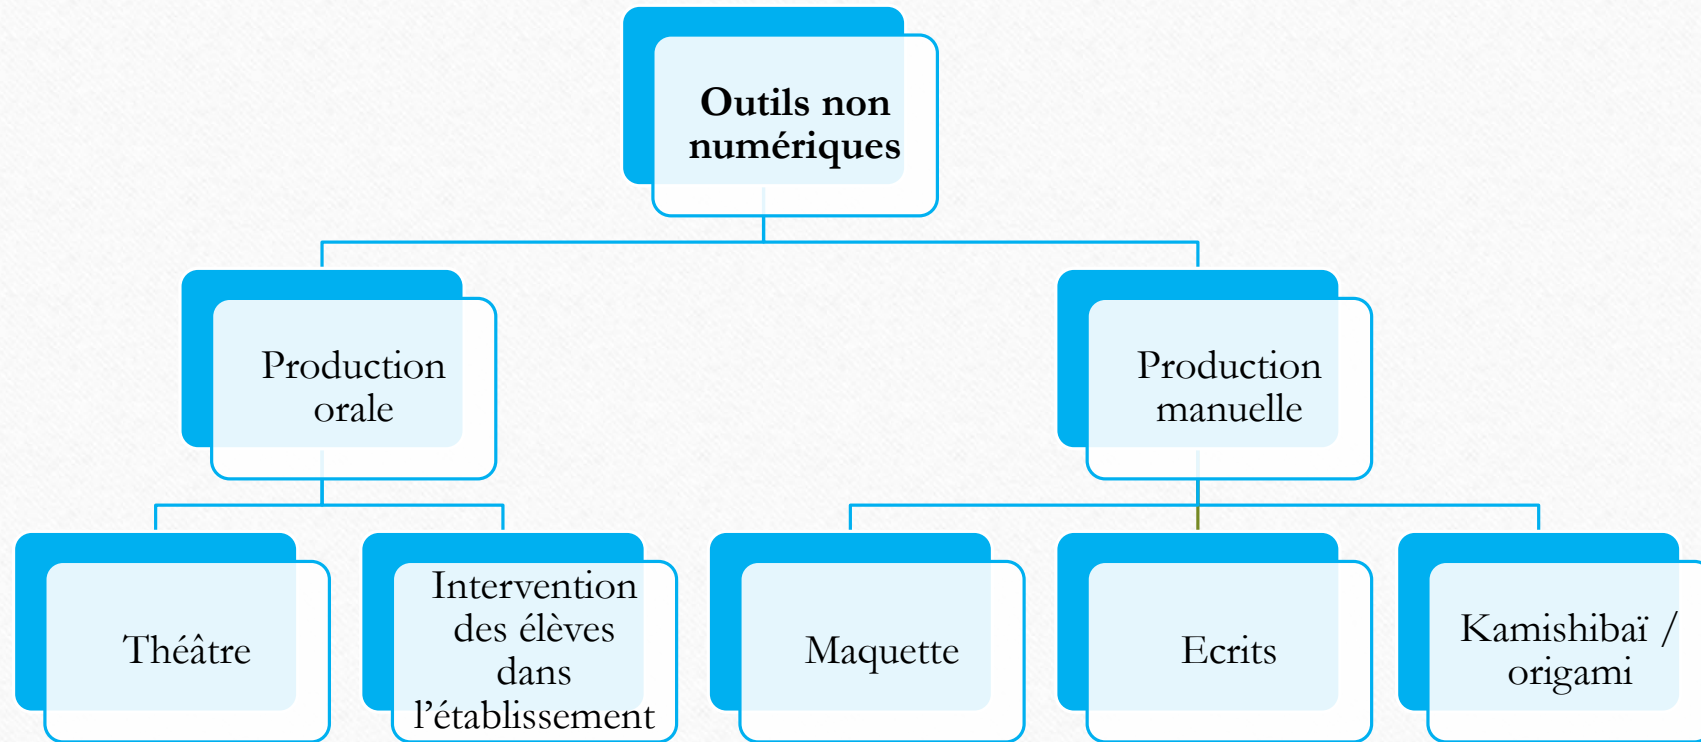 Outils non
numériques
Production
orale
Production
manuelle
Théâtre
Intervention
des élèves
dans
l’établissement
Maquette
Ecrits
Kamishibaï /
origami